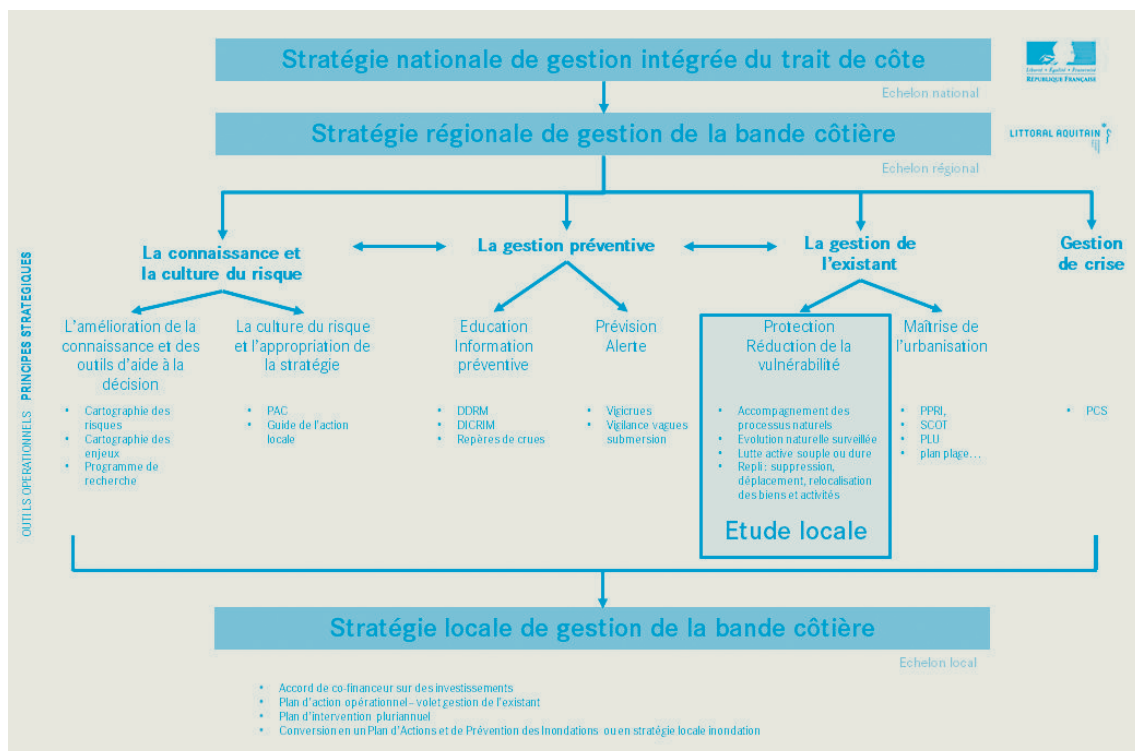 Stratégie nationale de gestion intégrée du trait de côte
Liberté • Égalité • Fraternité
RÉPUBLIQUE FRANÇAISE
Echelon national
Stratégie régionale de gestion de la bande côtière
LITTORAL AQUITAIN
Echelon régional
OUTILS OPERATIONNELS PRINCIPES STRATEGIQUES
La connaissance et
la culture du risque
La gestion préventive
La gestion de
l'existant
Gestion
de crise
L'amélioration de la
connaissance et des
outils d'aide à la
décision
• Cartographie des
risques
• Cartographie des
enjeux
• Programme de
recherche
La culture du risque
et l'appropriation de
la stratégie
• PAC
• Guide de l'action
locale
Education
Information
préventive
• DDRM
• DICRIM
• Repères de crues
Prévision
Alerte
• Vigicrues
• Vigilance vagues
submersion
Protection
Réduction de la
vulnérabilité
• Accompagnement des
processus naturels
• Evolution naturelle surveillée
• Lutte active souple ou dure
• Repli : suppression,
déplacement, relocalisation
des biens et activités
Etude locale
Maîtrise de
l'urbanisation
• PPRI,
• SCOT
• PLU
• plan plage...
• PCS
Stratégie locale de gestion de la bande côtière
Echelon local
• Accord de co-financeur sur des investissements
• Plan d'action opérationnel – volet gestion de l'existant
• Plan d'intervention pluriannuel
• Conversion en un Plan d'Actions et de Prévention des Inondations ou en stratégie locale inondation